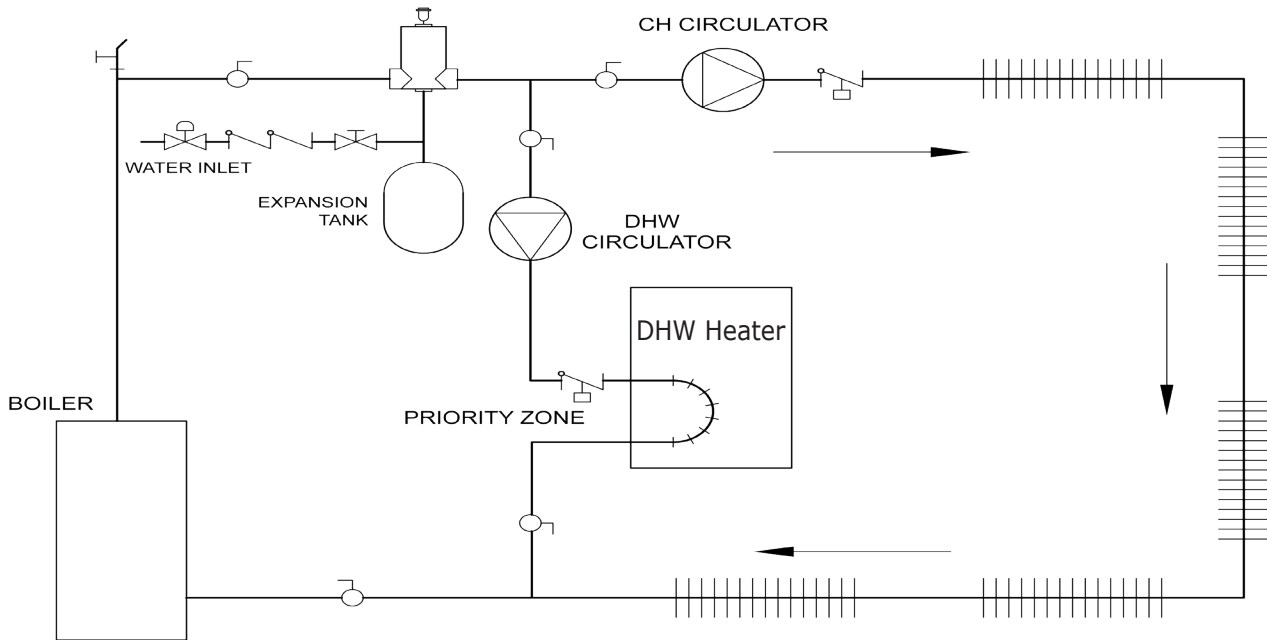 CH CIRCULATOR
WATER INLET
EXPANSION
TANK
DHW
CIRCULATOR
DHW Heater
BOILER
PRIORITY ZONE